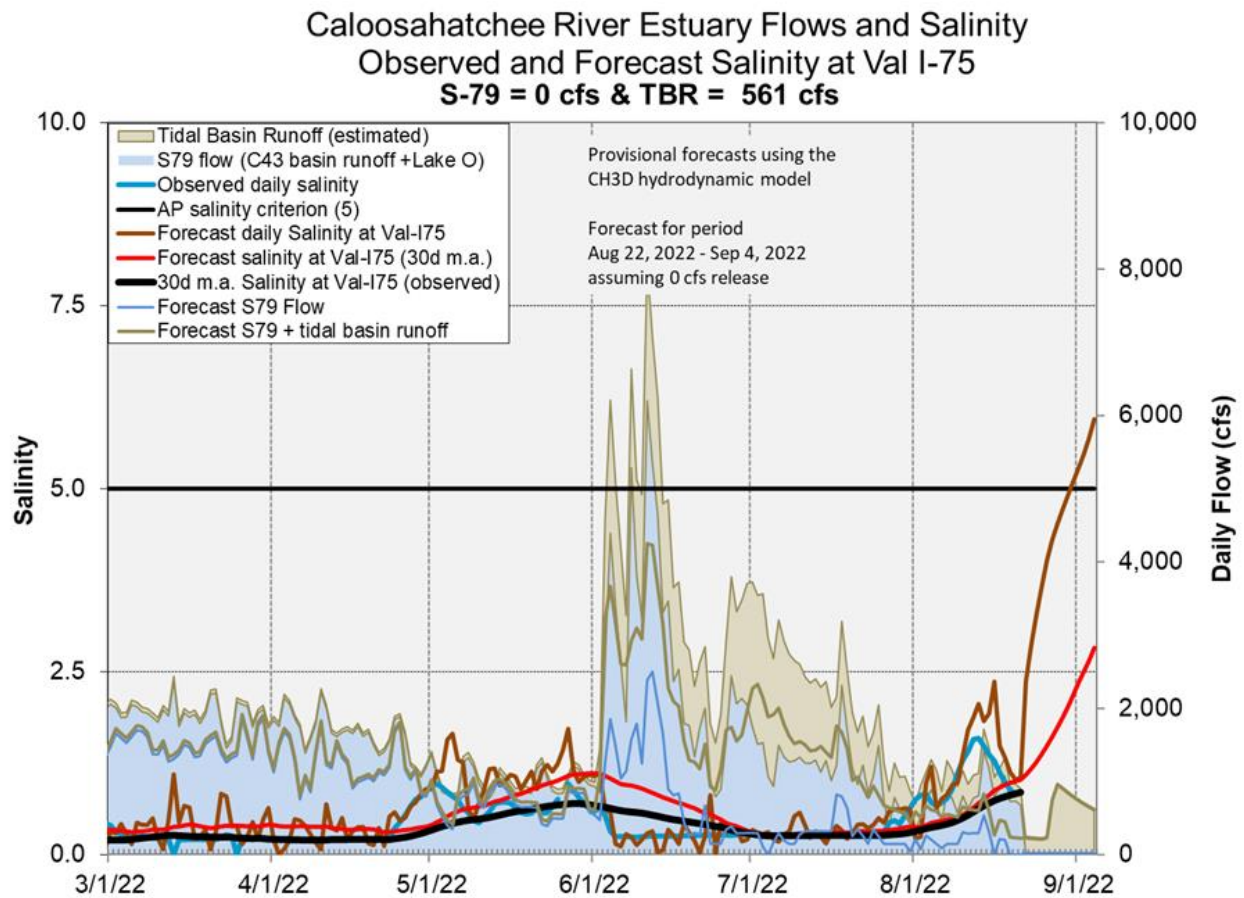 Caloosahatchee River Estuary Flows and Salinity
Observed and Forecast Salinity at Val I-75
S-79 = 0 cfs & TBR = 561 cfs
10.0
7.5
5.0
2.5
0.0
Salinity
Tidal Basin Runoff (estimated)
S79 flow (C43 basin runoff +Lake O)
Observed daily salinity
AP salinity criterion (5)
Forecast daily Salinity at Val-I75
Forecast salinity at Val-I75 (30d m.a.)
30d m.a. Salinity at Val-I75 (observed)
Forecast S79 Flow
Forecast S79 + tidal basin runoff
Provisional forecasts using the
CH3D hydrodynamic model
Forecast for period
Aug 22, 2022 - Sep 4, 2022
assuming 0 cfs release
10,000
8,000
6,000
4,000
2,000
0
Daily Flow (cfs)
3/1/22 4/1/22 5/1/22 6/1/22 7/1/22 8/1/22 9/1/22